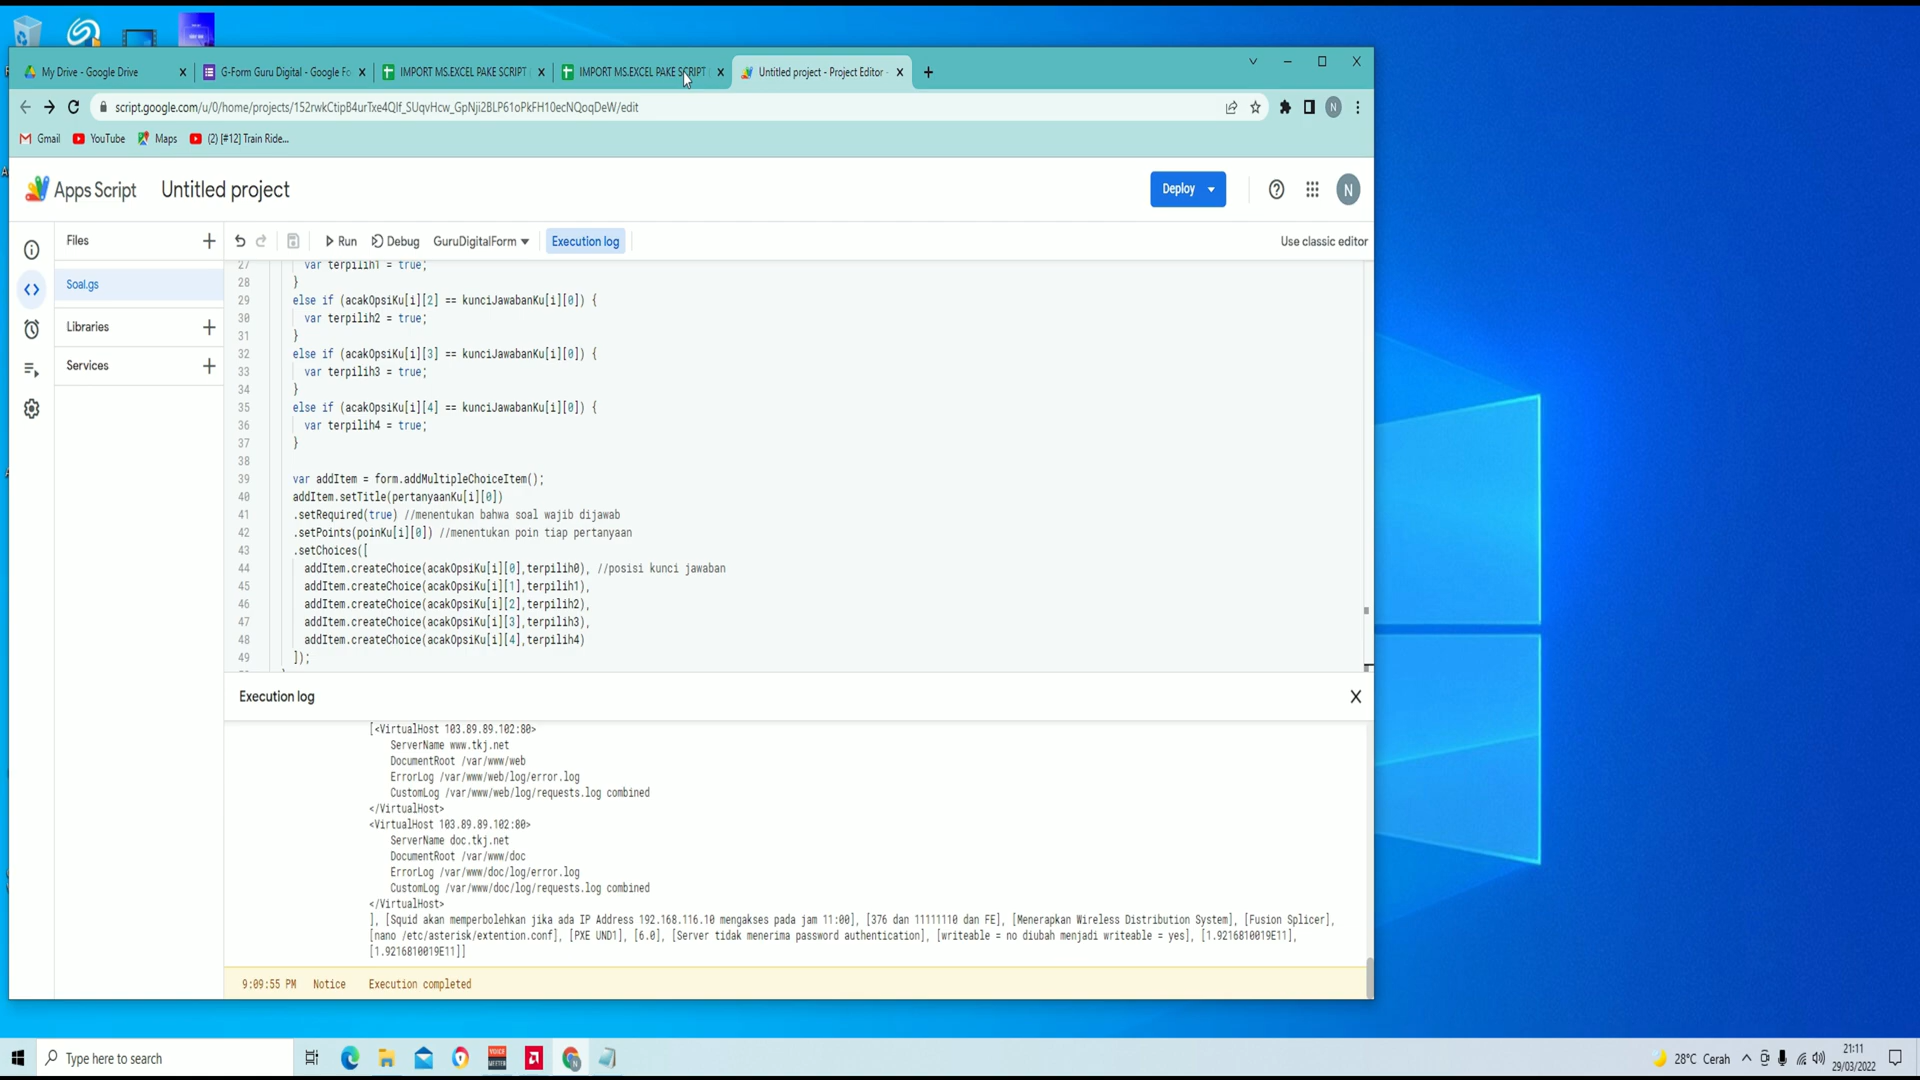 My Drive - Google Drive
G-Form Guru Digital - Google Fo
IMPORT MS.EXCEL PAKE SCRIPT
IMPORT MS.EXCEL PAKE SCRIPT
Untitled project - Project Editor -
script.google.com/u/0/home/projects/152rwkCtipB4urTxe4Qlf_SUqvHcw_GpNji2BLP61oPkFH10ecNQoqDeW/edit
N
Gmail
YouTube
Maps
(2) [#12] Train Ride...
Apps Script
Untitled project
Deploy
N
Files
Run
Debug
GuruDigitalForm
Execution log
Use classic editor
Soal.gs
Libraries
Services
27 var terpilih1 = true;
28 }
29 else if (acakOpsiKu[i][2] == kunciJawabanKu[i][0]) {
30 var terpilih2 = true;
31 }
32 else if (acakOpsiKu[i][3] == kunciJawabanKu[i][0]) {
33 var terpilih3 = true;
34 }
35 else if (acakOpsiKu[i][4] == kunciJawabanKu[i][0]) {
36 var terpilih4 = true;
37 }
38
39 var addItem = form.addMultipleChoiceItem();
40 addItem.setTitle(pertanyaanKu[i][0])
41 .setRequired(true) //menentukan bahwa soal wajib dijawab
42 .setPoints(poinKu[i][0]) //menentukan poin tiap pertanyaan
43 .setChoices([
44 addItem.createChoice(acakOpsiKu[i][0],terpilih0), //posisi kunci jawaban
45 addItem.createChoice(acakOpsiKu[i][1],terpilih1),
46 addItem.createChoice(acakOpsiKu[i][2],terpilih2),
47 addItem.createChoice(acakOpsiKu[i][3],terpilih3),
48 addItem.createChoice(acakOpsiKu[i][4],terpilih4)
49 ]);
Execution log
[<VirtualHost 103.89.89.102:80>
ServerName www.tkj.net
DocumentRoot /var/www/web
ErrorLog /var/www/web/log/error.log
CustomLog /var/www/web/log/requests.log combined
</VirtualHost>
<VirtualHost 103.89.89.102:80>
ServerName doc.tkj.net
DocumentRoot /var/www/doc
ErrorLog /var/www/doc/log/error.log
CustomLog /var/www/doc/log/requests.log combined
</VirtualHost>
], [Squid akan memperbolehkan jika ada IP Address 192.168.116.10 mengakses pada jam 11:00], [376 dan 11111110 dan FE], [Menerapkan Wireless Distribution System], [Fusion Splicer],
[nano /etc/asterisk/extention.conf], [PXE UND1], [6.0], [Server tidak menerima password authentication], [writeable = no diubah menjadi writeable = yes], [1.9216810019E11],
[1.9216810019E11]]
9:09:55 PM Notice Execution completed
Type here to search
28°C Cerah
21:11
29/03/2022